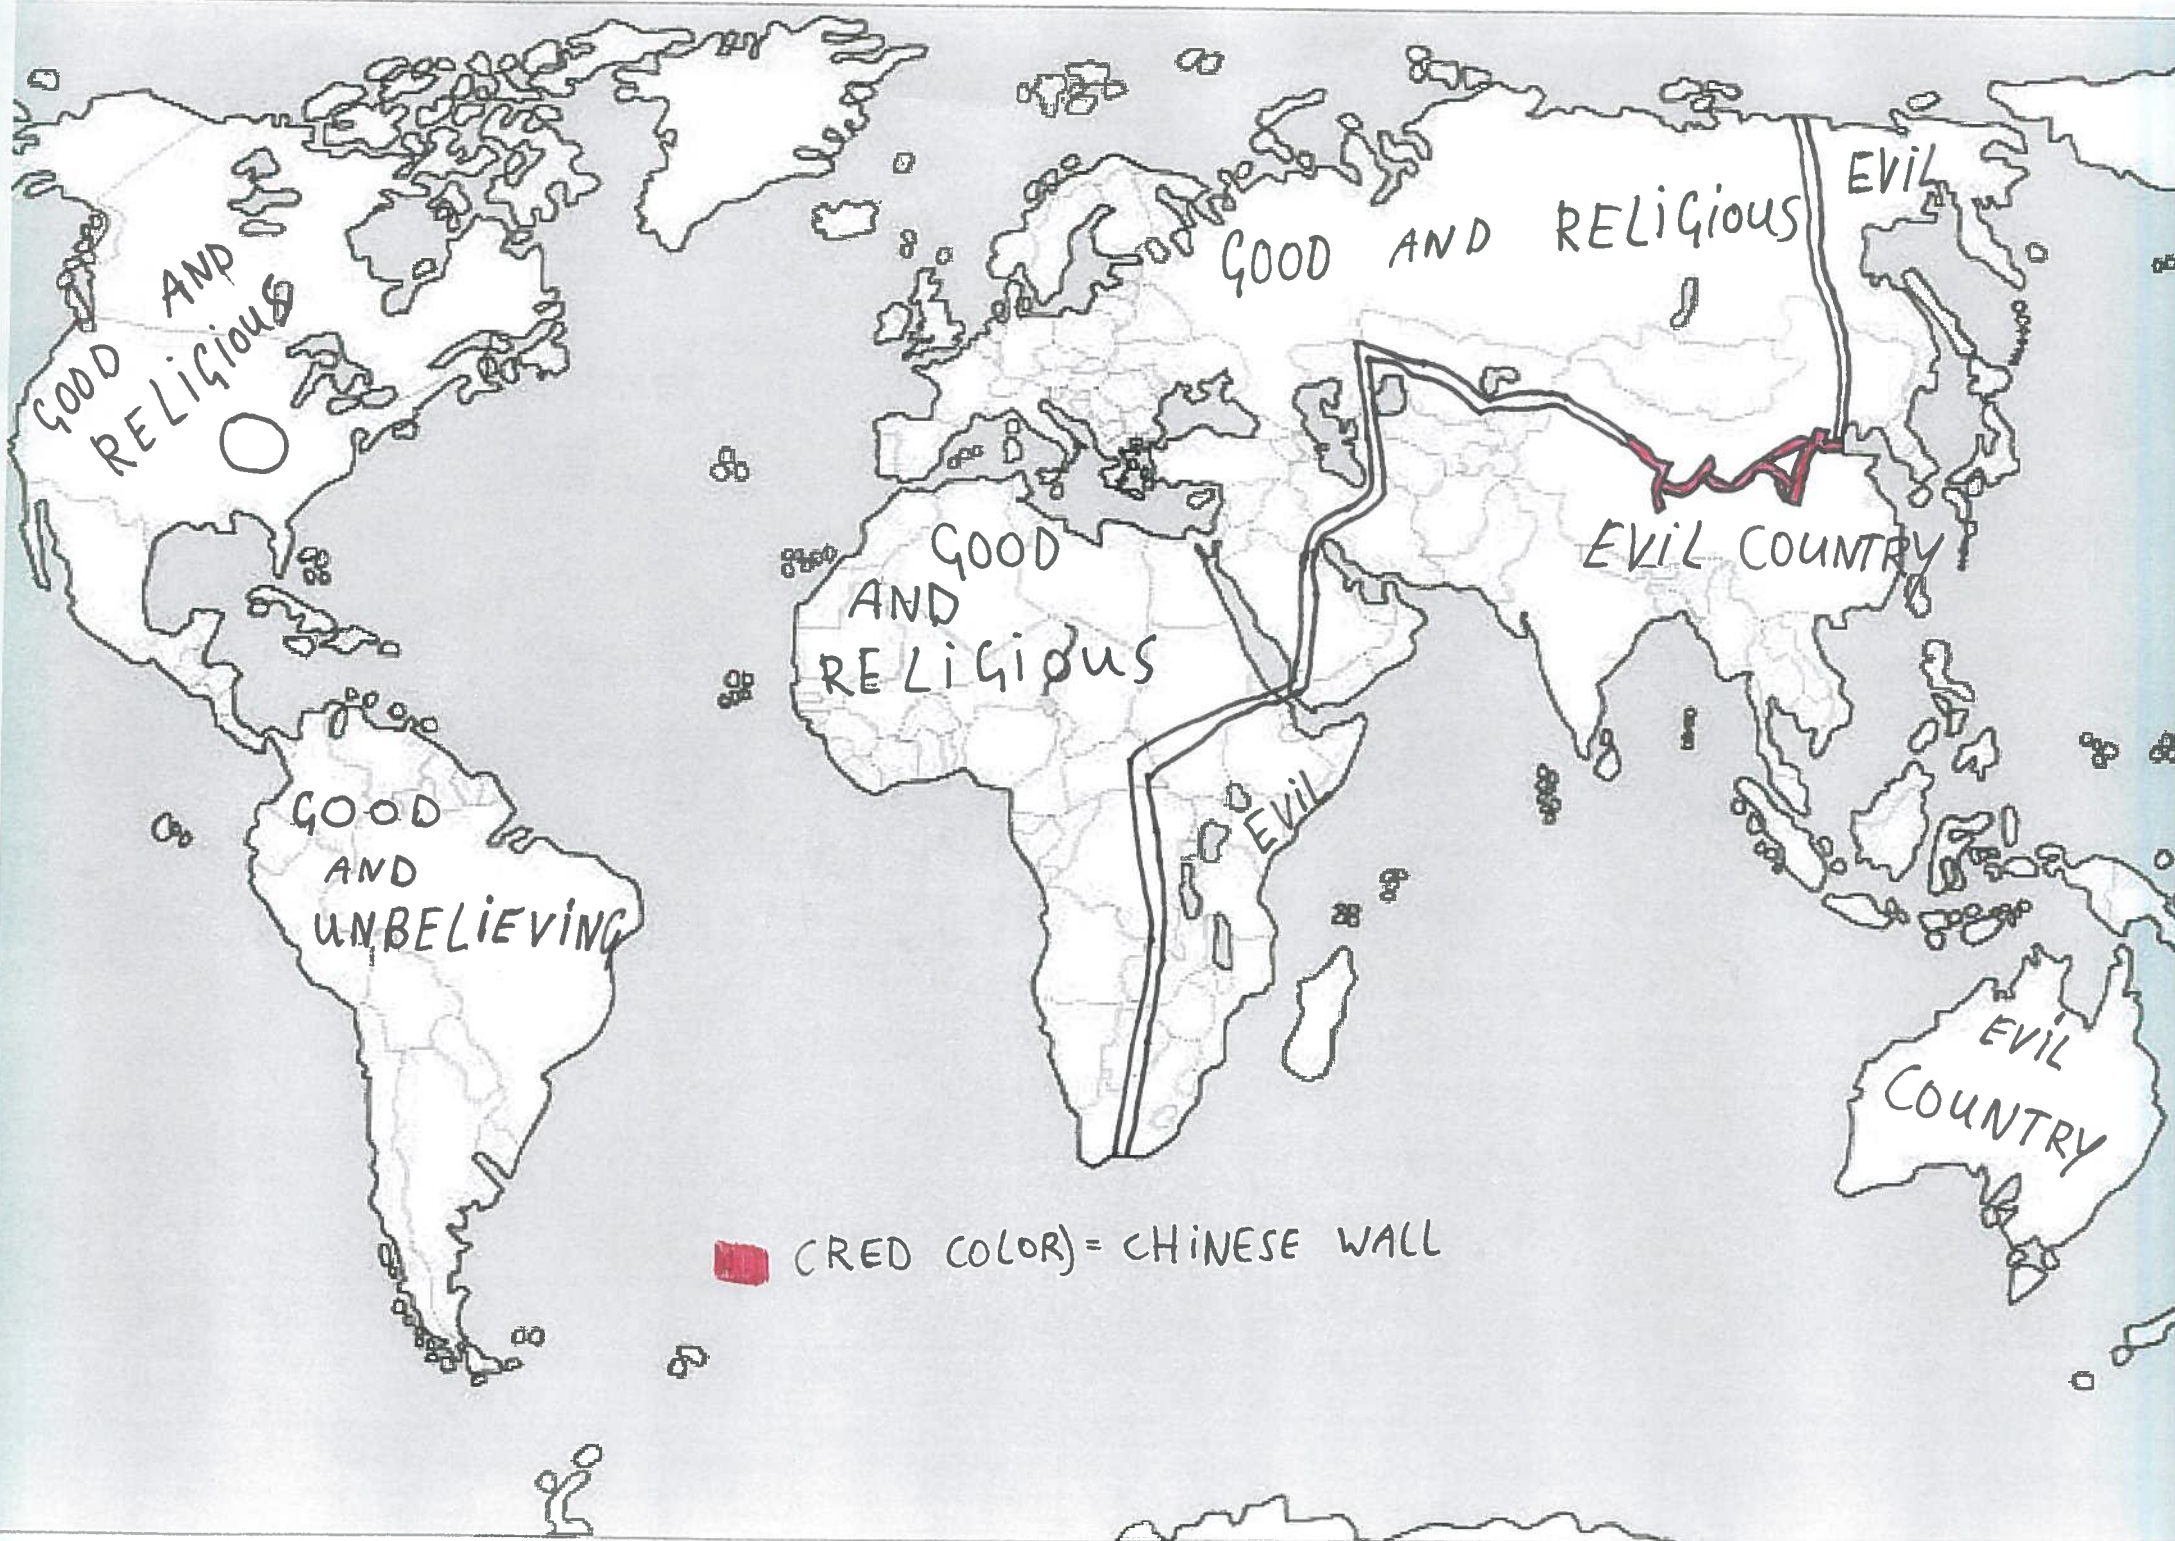 GOOD AND
RELIGIOUS
GOOD AND RELIGIOUS
EVIL
GOOD
AND
RELIGIOUS
EVIL COUNTRY
GOOD
AND
UNBELIEVING
EVIL
EVIL
COUNTRY
(RED COLOR) = CHINESE WALL